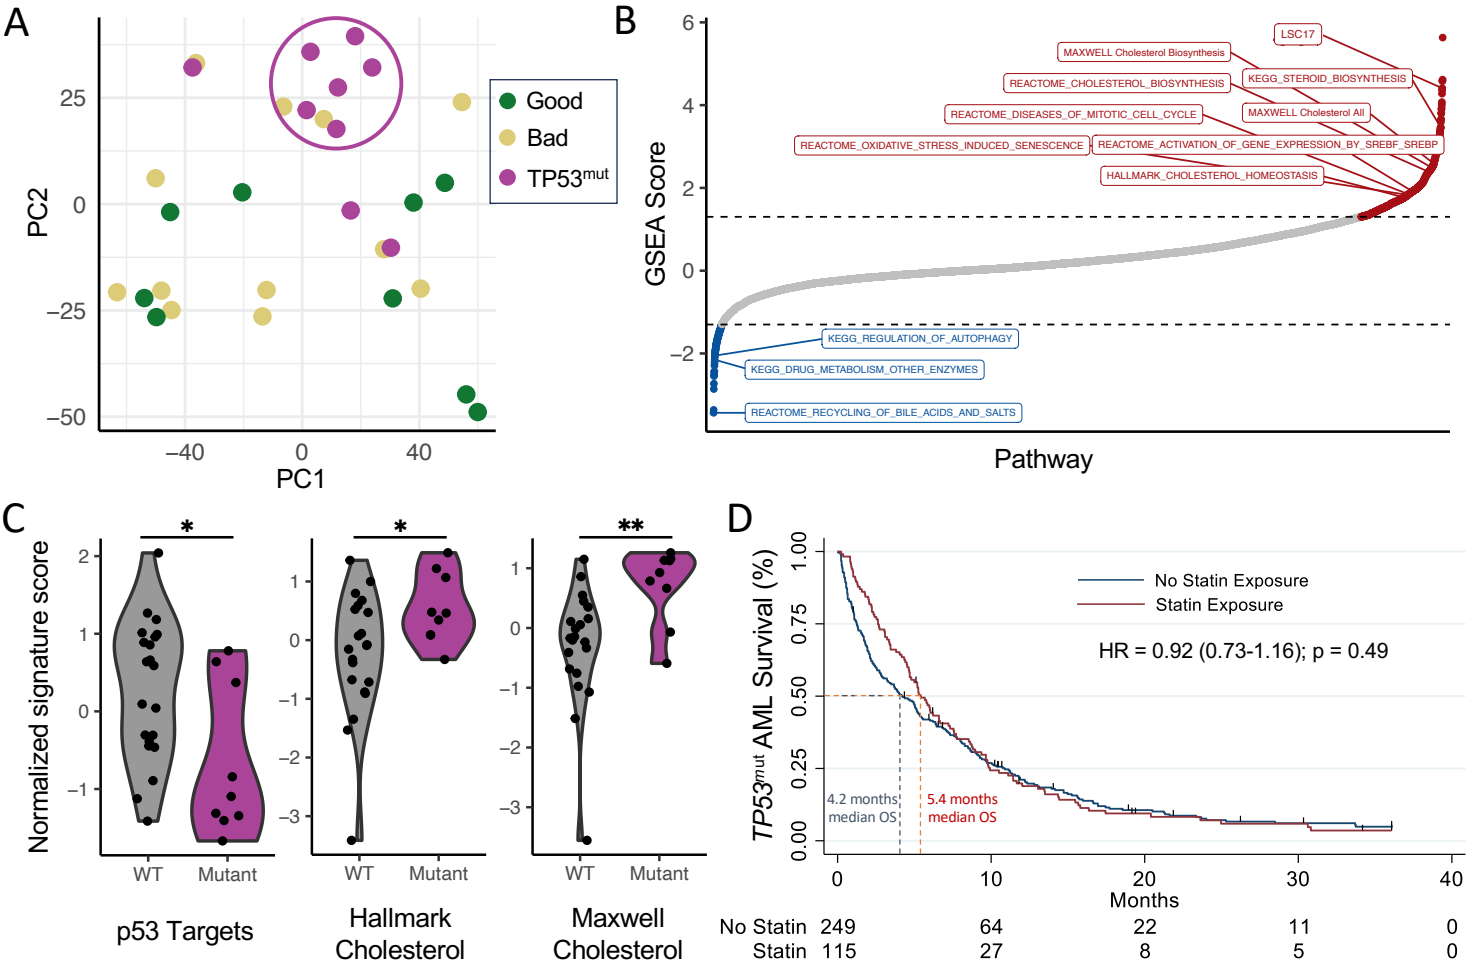 A
25
0
−25
−50
PC2
−40
0
40
PC1
Good
Bad
TP53mut
B
6
4
2
0
−2
GSEA Score
LSC17
MAXWELL Cholesterol Biosynthesis
KEGG_STEROID_BIOSYNTHESIS
REACTOME_CHOLESTEROL_BIOSYNTHESIS
MAXWELL Cholesterol All
REACTOME_DISEASES_OF_MITOTIC_CELL_CYCLE
REACTOME_OXIDATIVE_STRESS_INDUCED_SENESCENCE
REACTOME_ACTIVATION_OF_GENE_EXPRESSION_BY_SREBF_SREBP
HALLMARK_CHOLESTEROL_HOMEOSTASIS
KEGG_REGULATION_OF_AUTOPHAGY
KEGG_DRUG_METABOLISM_OTHER_ENZYMES
REACTOME_RECYCLING_OF_BILE_ACIDS_AND_SALTS
Pathway
C
Normalized signature score
*
2
1
0
−1
WT Mutant
p53 Targets
*
1
0
−1
−2
−3
WT Mutant
Hallmark
Cholesterol
**
1
0
−1
−2
−3
WT Mutant
Maxwell
Cholesterol
D
TP53mut AML Survival (%)
1.00
0.75
0.50
0.25
0.00
No Statin Exposure
Statin Exposure
HR = 0.92 (0.73-1.16); p = 0.49
4.2 months
median OS
5.4 months
median OS
0 10 20 30 40
Months
No Statin 249 64 22 11 0
Statin 115 27 8 5 0